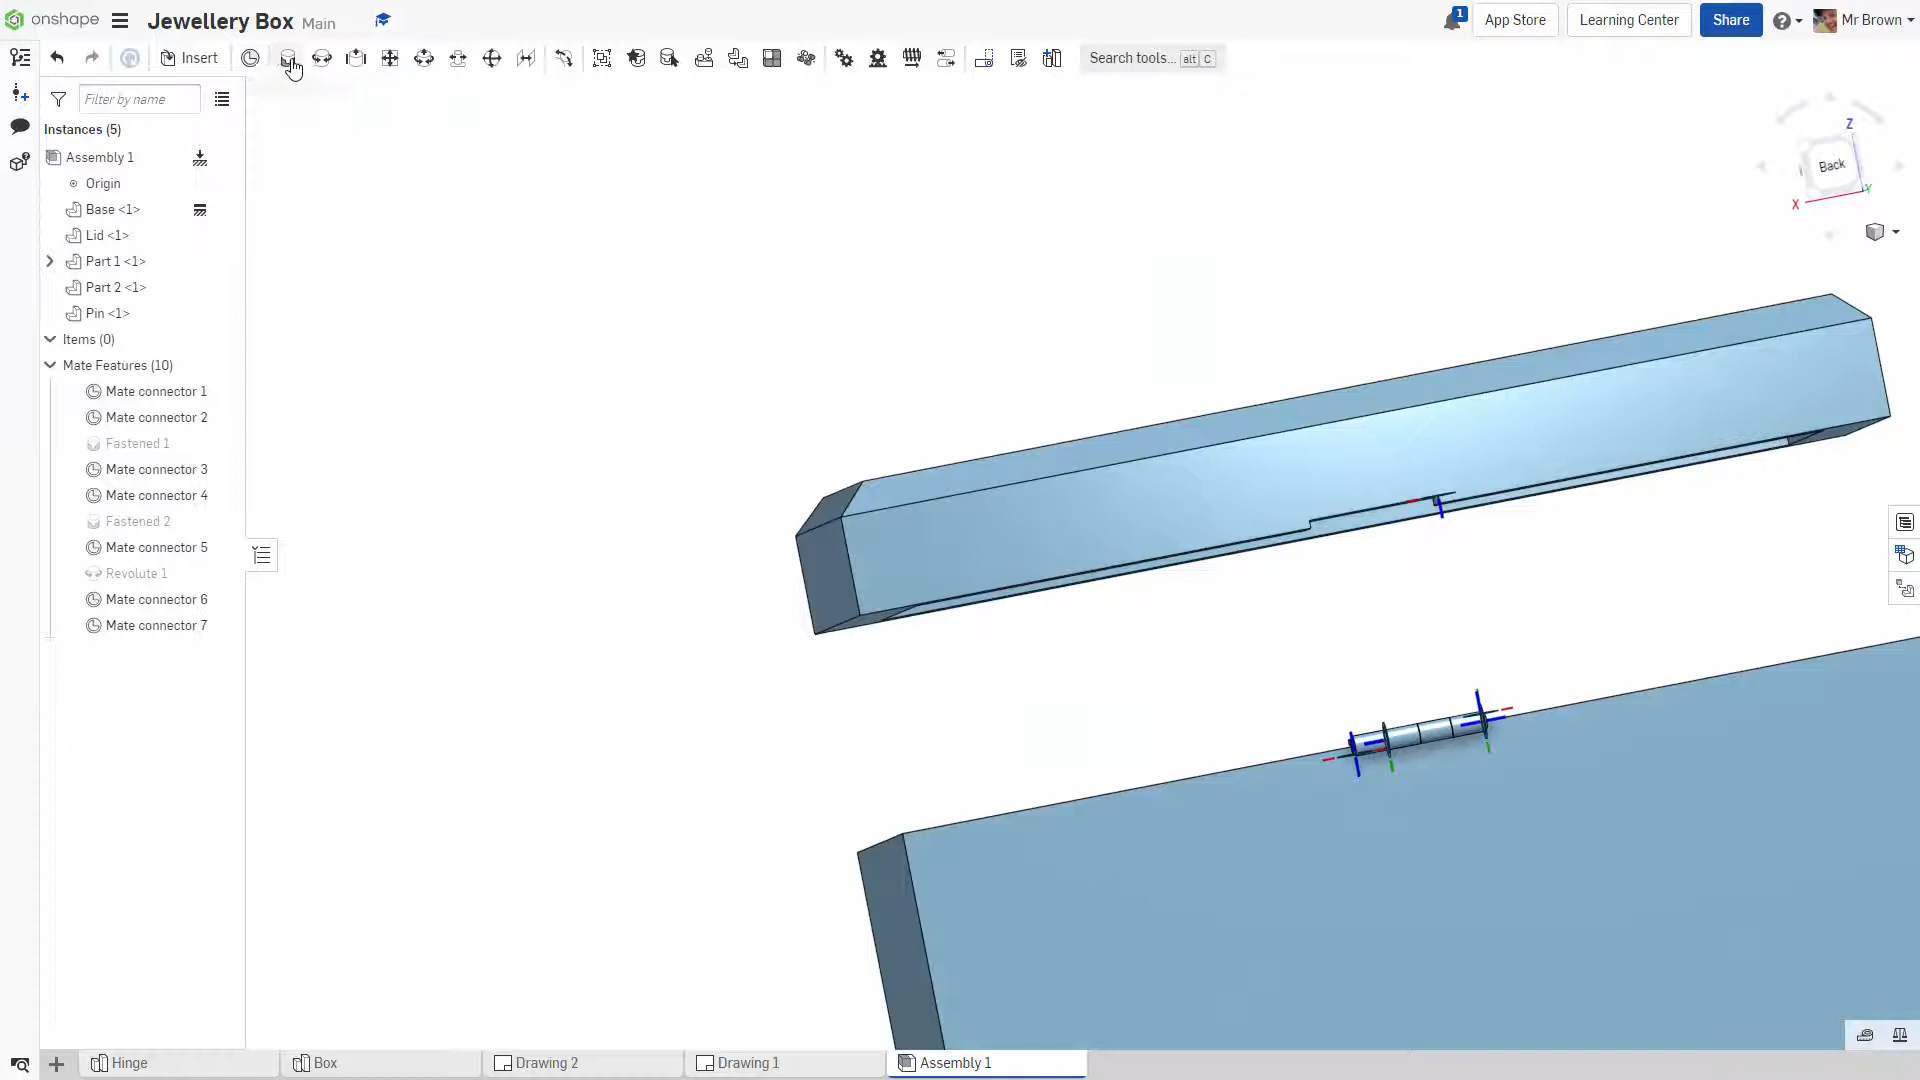 onshape
Jewellery Box Main
1
App Store
Learning Center
Share
Mr Brown
Insert
Search tools... alt C
Filter by name
Instances (5)
Assembly 1
Origin
Base <1>
Lid <1>
Part 1 <1>
Part 2 <1>
Pin <1>
Items (0)
Mate Features (10)
Mate connector 1
Mate connector 2
Fastened 1
Mate connector 3
Mate connector 4
Fastened 2
Mate connector 5
Revolute 1
Mate connector 6
Mate connector 7
Z
Back
X
Y
Hinge
Box
Drawing 2
Drawing 1
Assembly 1